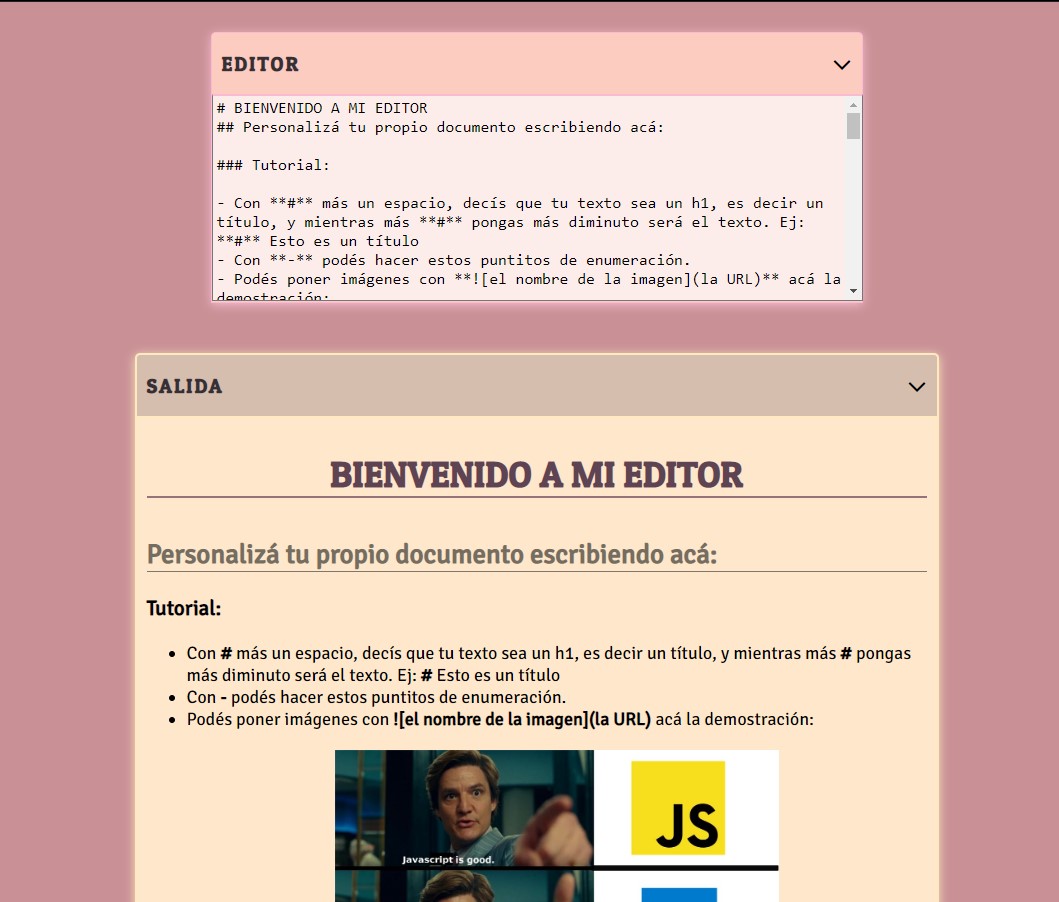 EDITOR
# BIENVENIDO A MI EDITOR
## Personalizá tu propio documento escribiendo acá:
### Tutorial:
- Con **#** más un espacio, decís que tu texto sea un h1, es decir un
título, y mientras más **#** pongas más diminuto será el texto. Ej:
**#** Esto es un título
- Con **-** podés hacer estos puntitos de enumeración.
- Podés poner imágenes con **![el nombre de la imagen](la URL)** acá la
demostración:
SALIDA
BIENVENIDO A MI EDITOR
Personalizá tu propio documento escribiendo acá:
Tutorial:
• Con # más un espacio, decís que tu texto sea un h1, es decir un título, y mientras más # pongas
más diminuto será el texto. Ej: # Esto es un título
• Con - podés hacer estos puntitos de enumeración.
• Podés poner imágenes con ![el nombre de la imagen](la URL) acá la demostración:
JS
Javascript is good.